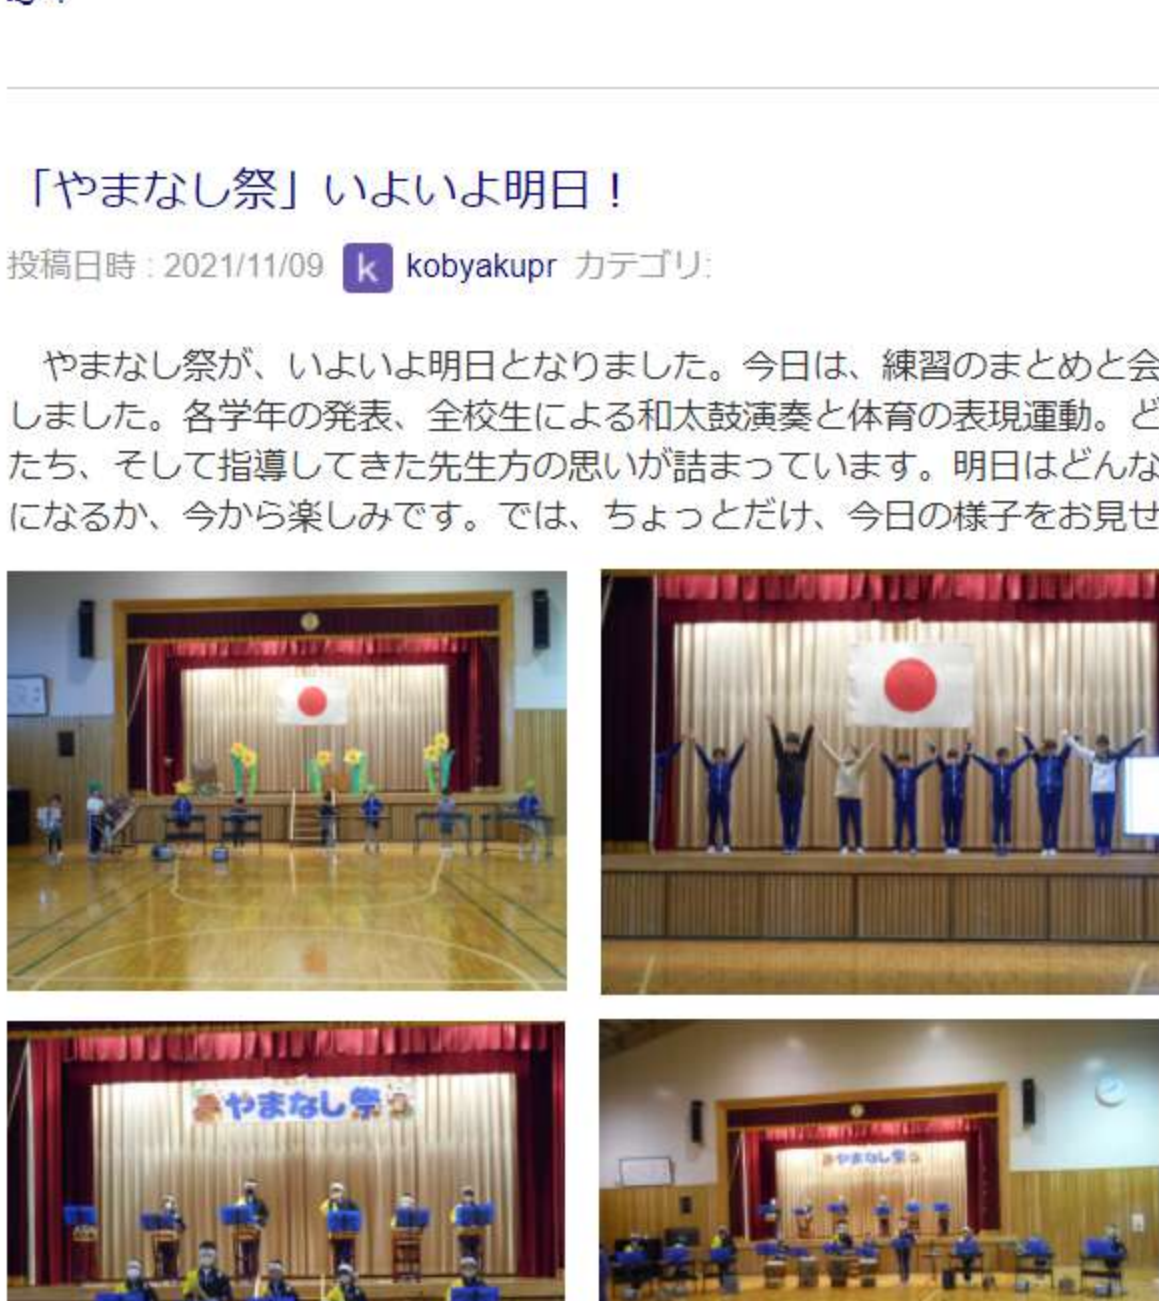 「やまなし祭」いよいよ明日！
投稿日時 : 2021/11/09 k kobyakupr カテゴリ:
やまなし祭が、いよいよ明日となりました。今日は、練習のまとめと会
しました。各学年の発表、全校生による和太鼓演奏と体育の表現運動。ど
たち、そして指導してきた先生方の思いが詰まっています。明日はどんな
になるか、今から楽しみです。では、ちょっとだけ、今日の様子をお見せ
やまなし祭
やまなし祭